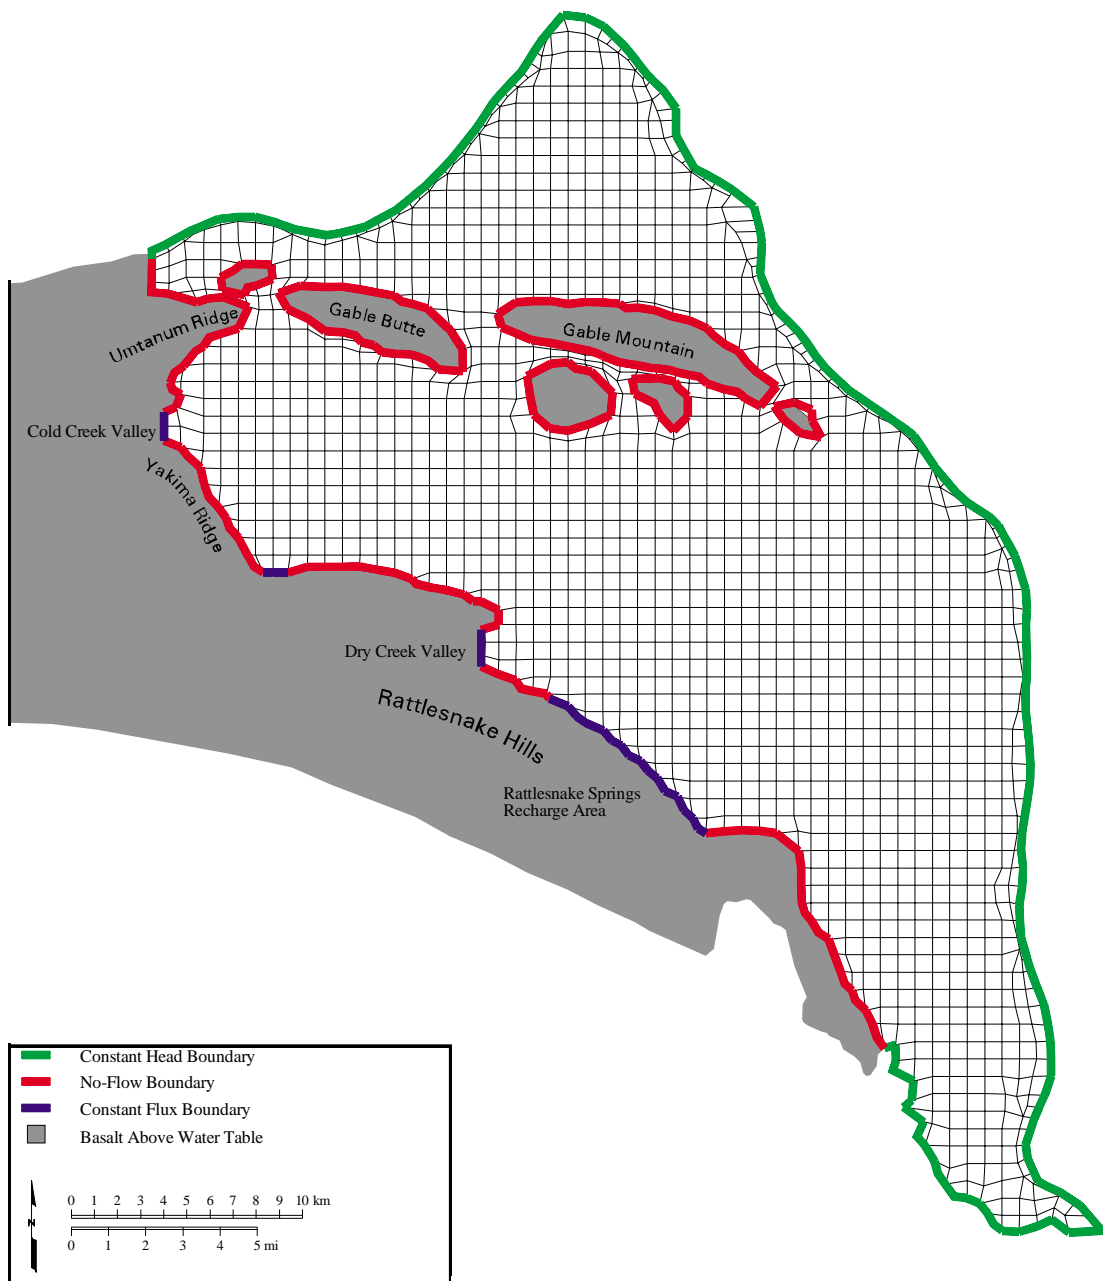 Gable Butte
Umtanum Ridge
Gable Mountain
Cold Creek Valley
Yakima Ridge
Dry Creek Valley
Rattlesnake Hills
Rattlesnake Springs
Recharge Area
Constant Head Boundary
No-Flow Boundary
Constant Flux Boundary
Basalt Above Water Table
0 1 2 3 4 5 6 7 8 9 10 km
N
0 1 2 3 4 5 mi